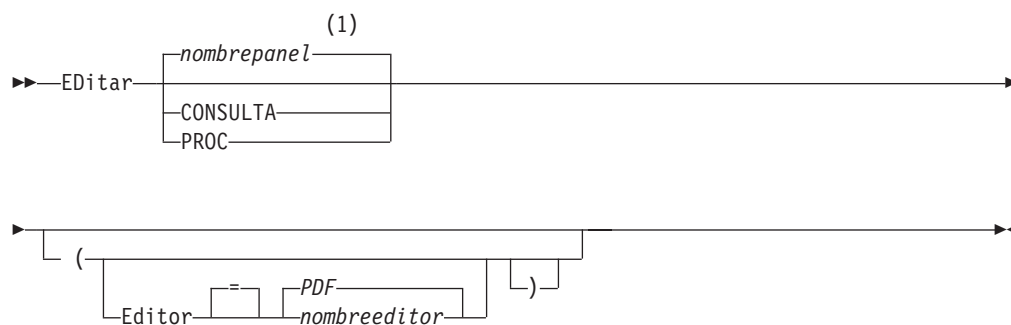 (1)
nombrepanel
EDitar
CONSULTA
PROC
(
)
= PDF
Editor nombreeditor